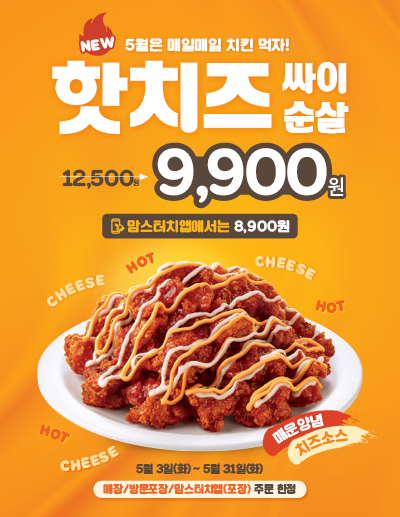 NEW
5월은 매일매일 치킨 먹자!
핫치즈 싸이순살
12,500원 9,900원
맘스터치앱에서는 8,900원
CHEESE HOT CHEESE
HOT
HOT
CHEESE
매운양념
치즈소스
5월 3일(화) ~ 5월 31일(화)
매장/방문포장/맘스터치앱(포장) 주문 한정